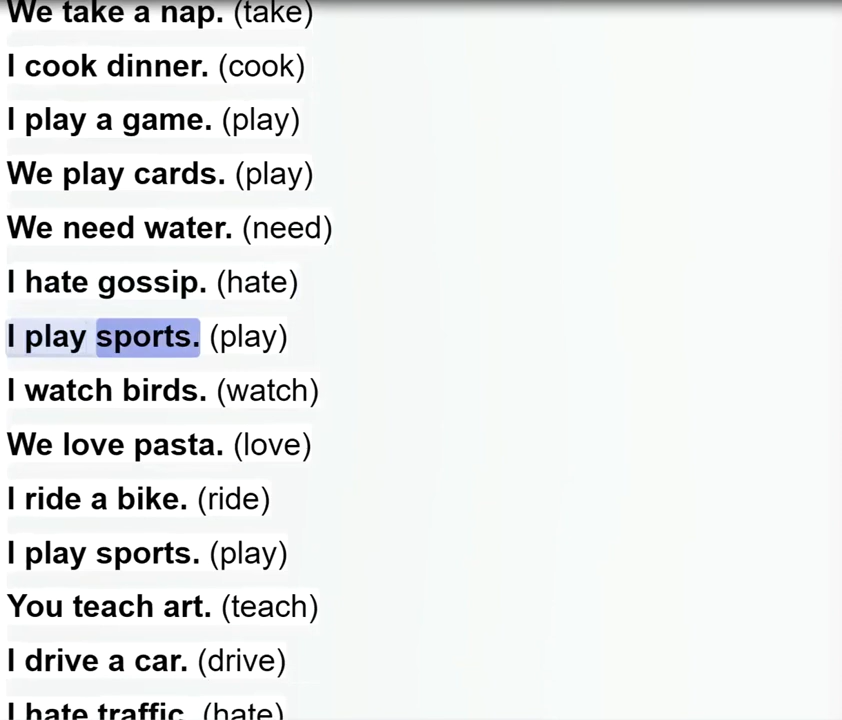 We take a nap. (take)
I cook dinner. (cook)
I play a game. (play)
We play cards. (play)
We need water. (need)
I hate gossip. (hate)
I play sports. (play)
I watch birds. (watch)
We love pasta. (love)
I ride a bike. (ride)
I play sports. (play)
You teach art. (teach)
I drive a car. (drive)
I hate traffic. (hate)